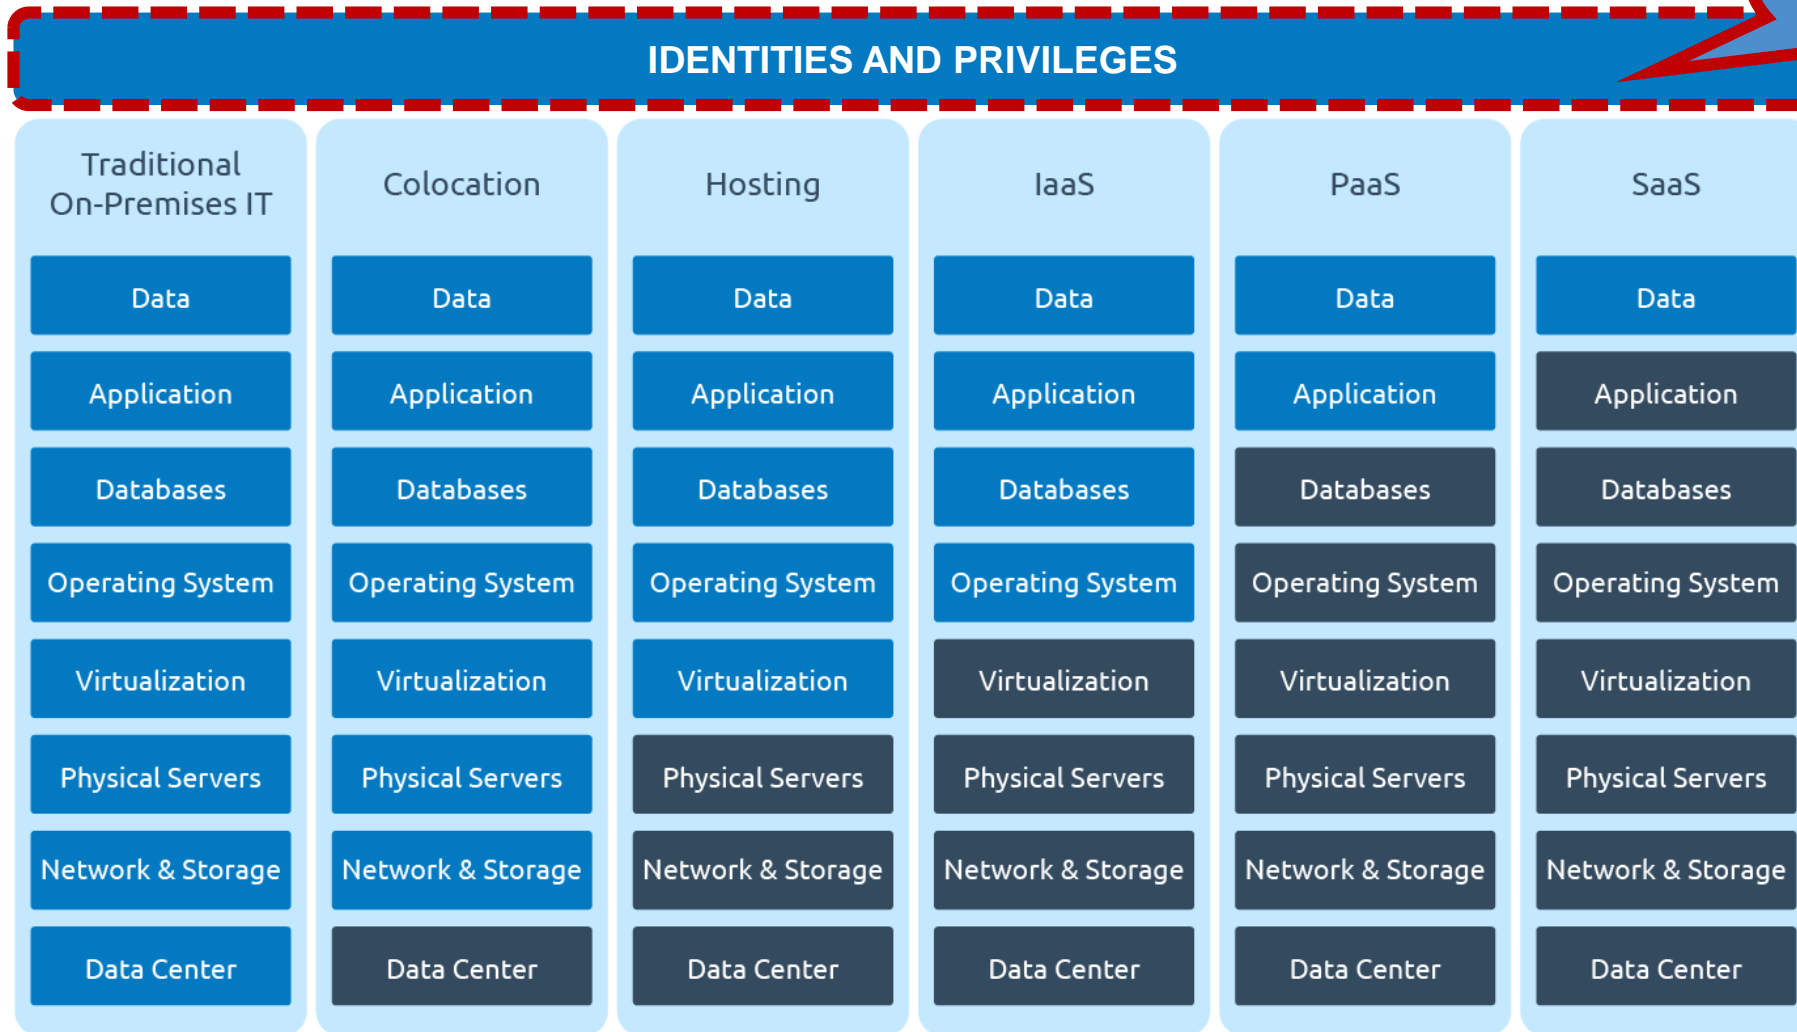 IDENTITIES AND PRIVILEGES
Traditional
On-Premises IT
Data
Application
Databases
Operating System
Virtualization
Physical Servers
Network & Storage
Data Center
Colocation
Data
Application
Databases
Operating System
Virtualization
Physical Servers
Network & Storage
Data Center
Hosting
Data
Application
Databases
Operating System
Virtualization
Physical Servers
Network & Storage
Data Center
IaaS
Data
Application
Databases
Operating System
Virtualization
Physical Servers
Network & Storage
Data Center
PaaS
Data
Application
Databases
Operating System
Virtualization
Physical Servers
Network & Storage
Data Center
SaaS
Data
Application
Databases
Operating System
Virtualization
Physical Servers
Network & Storage
Data Center